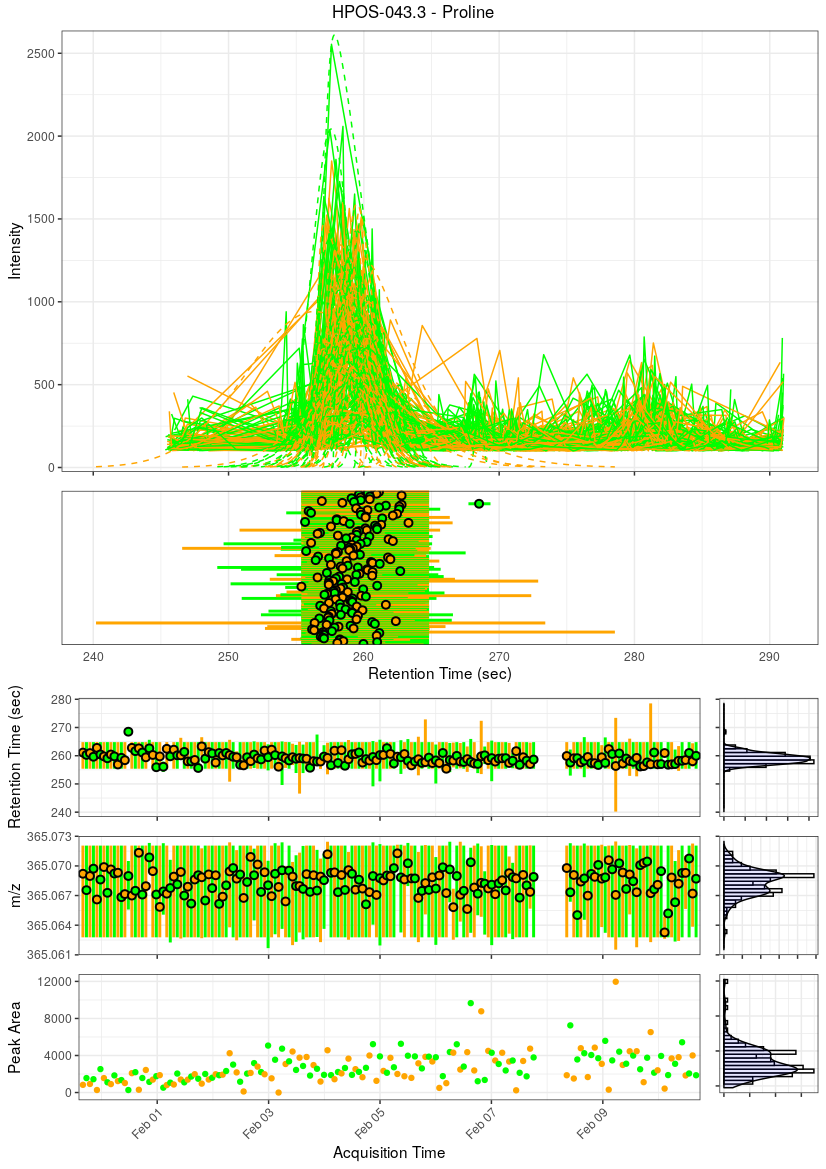 HPOS-043.3 - Proline
Intensity
2500
2000
1500
1000
500
0
240 250 260 270 280 290
Retention Time (sec)
Retention Time (sec)
280
270
260
250
240
m/z
365.073
365.070
365.067
365.064
365.061
Peak Area
12000
8000
4000
0
Feb 01 Feb 03 Feb 05 Feb 07 Feb 09
Acquisition Time